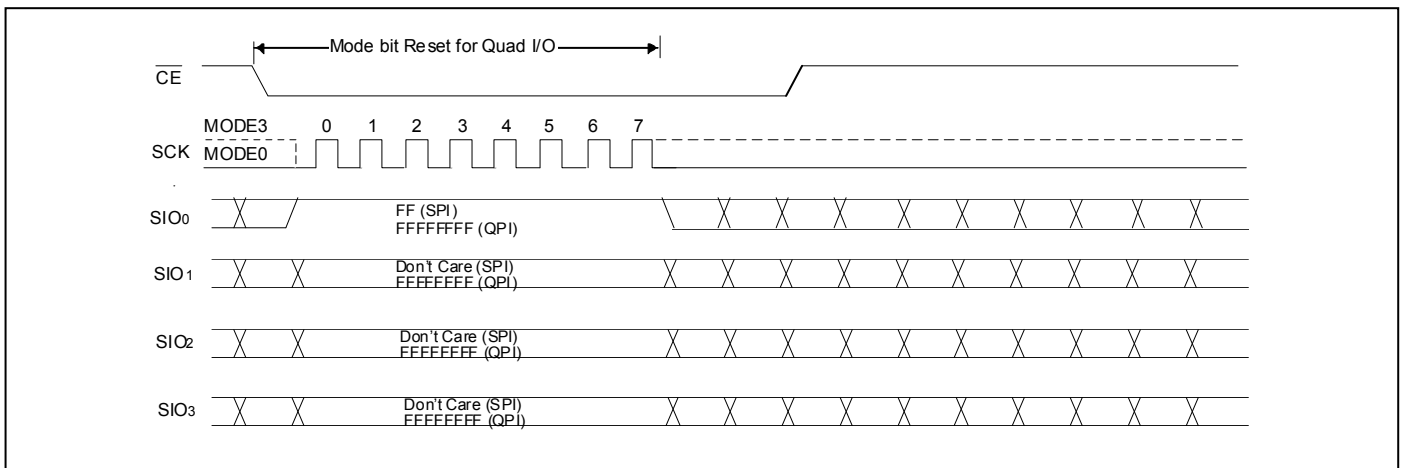 Mode bit Reset for Quad I/O
CE
MODE3 0 1 2 3 4 5 6 7
SCK MODE0
SIO0 FF (SPI)
FFFFFFFF (QPI)
SIO1 Don't Care (SPI)
FFFFFFFF (QPI)
SIO2 Don't Care (SPI)
FFFFFFFF (QPI)
SIO3 Don't Care (SPI)
FFFFFFFF (QPI)